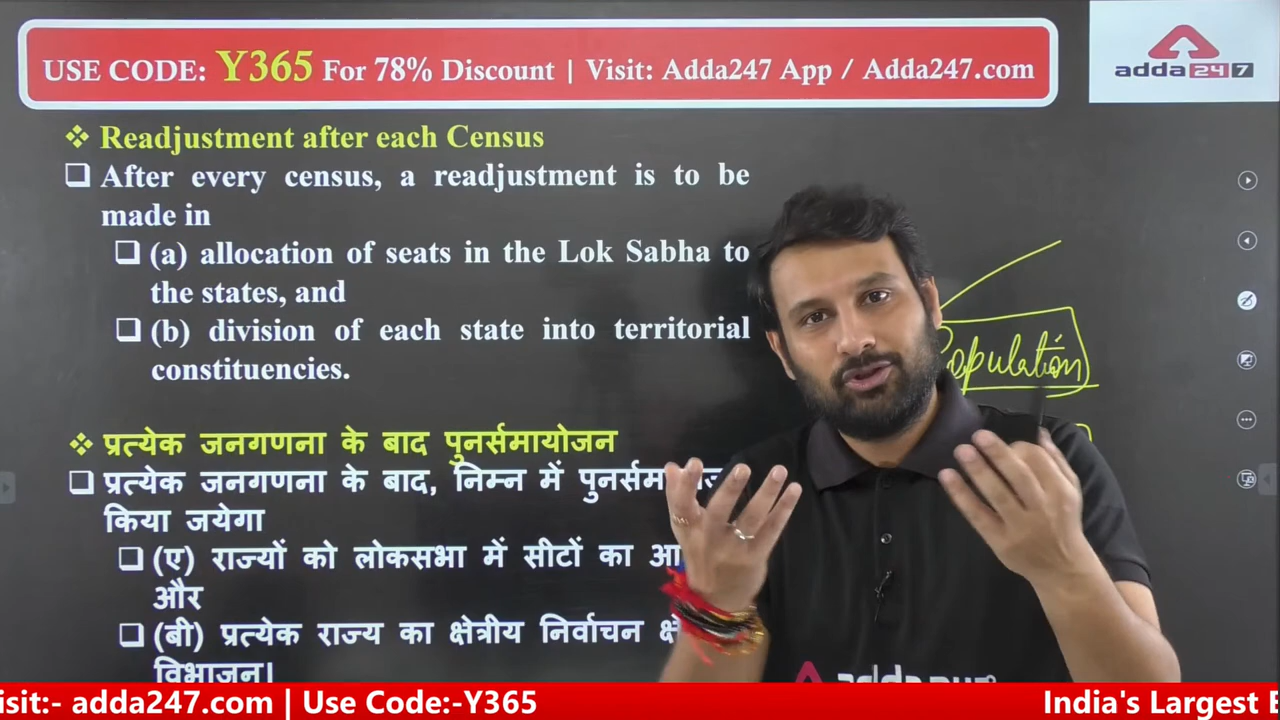 USE CODE: Y365 For 78% Discount | Visit: Adda247 App / Adda247.com
adda247
Readjustment after each Census
After every census, a readjustment is to be
made in
(a) allocation of seats in the Lok Sabha to
the states, and
(b) division of each state into territorial
constituencies.
Population
प्रत्येक जनगणना के बाद पुनर्समायोजन
प्रत्येक जनगणना के बाद, निम्न में
किया जयेगा
(ए) राज्यों को लोकसभा में सीटों का
और
(बी) प्रत्येक राज्य का क्षेत्रीय निर्वाचन
विभाजन।
adda247.com | Use Code:-Y365
India's Largest